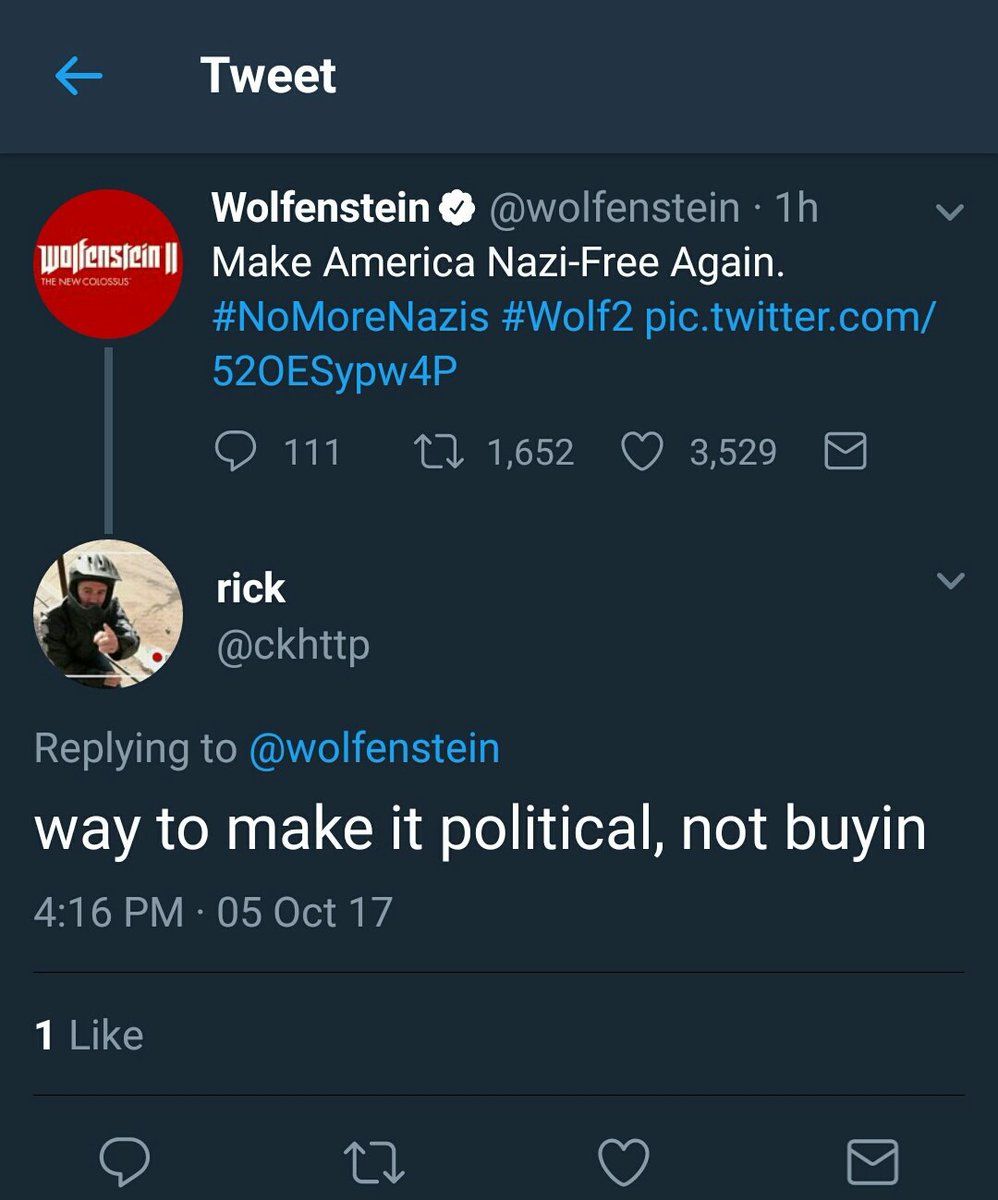 Tweet
wolfenstein II
THE NEW COLOSSUS
Wolfenstein @wolfenstein · 1h
Make America Nazi-Free Again.
#NoMoreNazis #Wolf2 pic.twitter.com/
52OESypw4P
111 1,652 3,529
rick
@ckhttp
Replying to @wolfenstein
way to make it political, not buyin
4:16 PM · 05 Oct 17
1 Like